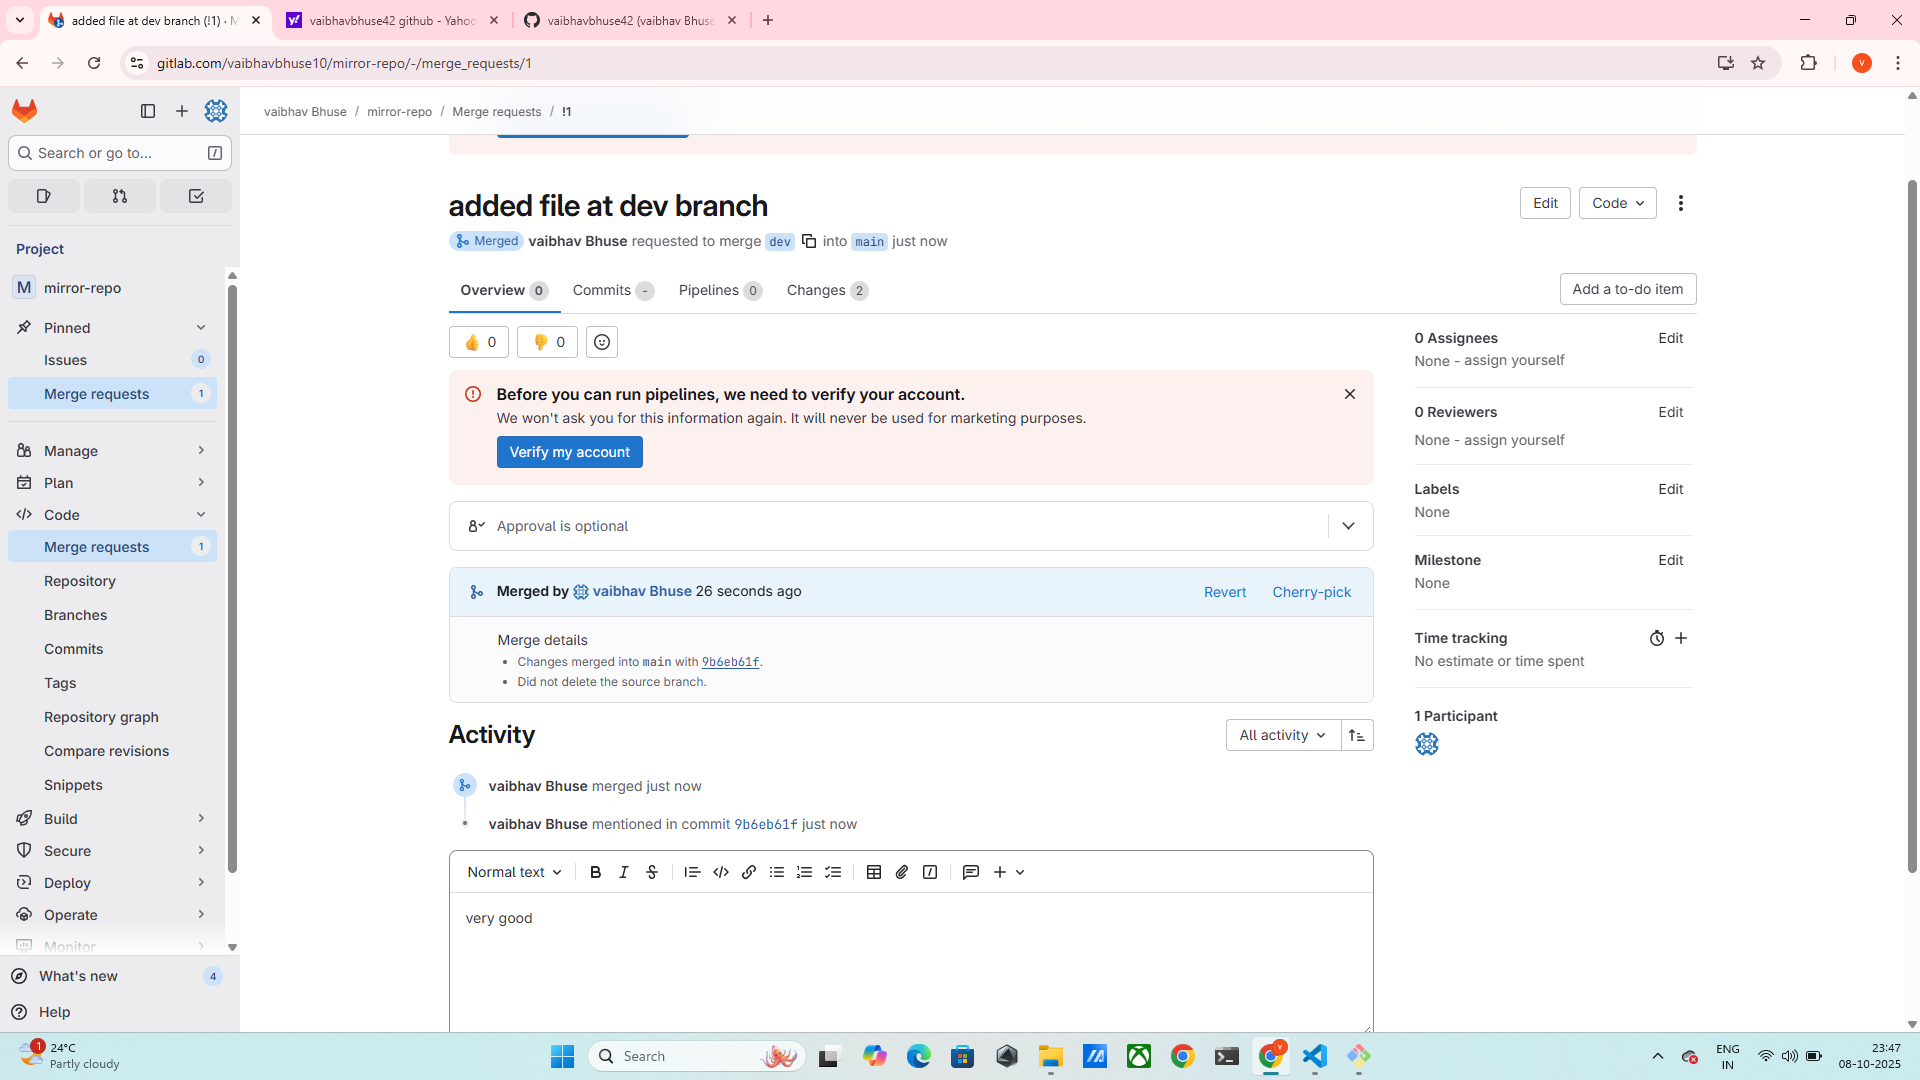 added file at dev branch (!1) · M
vaibhavbhuse42 github - Yahoo
vaibhavbhuse42 (vaibhav Bhuse
gitlab.com/vaibhavbhuse10/mirror-repo/-/merge_requests/1
V
vaibhav Bhuse / mirror-repo / Merge requests / !1
Search or go to... /
Project
M mirror-repo
Pinned
Issues 0
Merge requests 1
Manage
Plan
Code
Merge requests 1
Repository
Branches
Commits
Tags
Repository graph
Compare revisions
Snippets
Build
Secure
Deploy
Operate
Monitor
What's new 4
Help
added file at dev branch
Edit Code
Merged vaibhav Bhuse requested to merge dev into main just now
Overview 0 Commits - Pipelines 0 Changes 2
Add a to-do item
👍 0 👎 0
Before you can run pipelines, we need to verify your account.
We won't ask you for this information again. It will never be used for marketing purposes.
Verify my account
Approval is optional
Merged by vaibhav Bhuse 26 seconds ago
Revert Cherry-pick
Merge details
• Changes merged into main with 9b6eb61f.
• Did not delete the source branch.
Activity
All activity
vaibhav Bhuse merged just now
vaibhav Bhuse mentioned in commit 9b6eb61f just now
Normal text B I S
very good
0 Assignees Edit
None - assign yourself
0 Reviewers Edit
None - assign yourself
Labels Edit
None
Milestone Edit
None
Time tracking
No estimate or time spent
1 Participant
1
24°C
Partly cloudy
Search
V
ENG
IN
23:47
08-10-2025